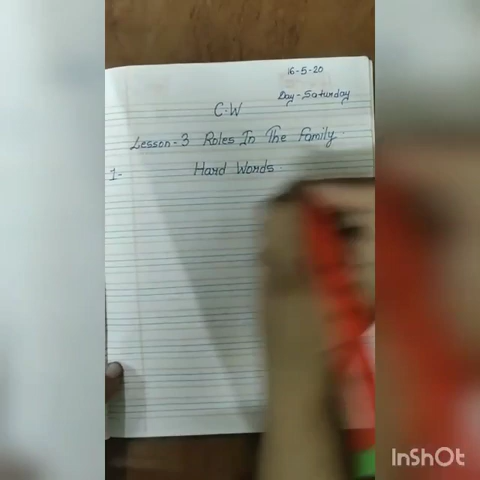 16-5-20
Day-Saturday
C.W
Lesson-3 Roles In The Family.
1- Hard Words.
InShOt